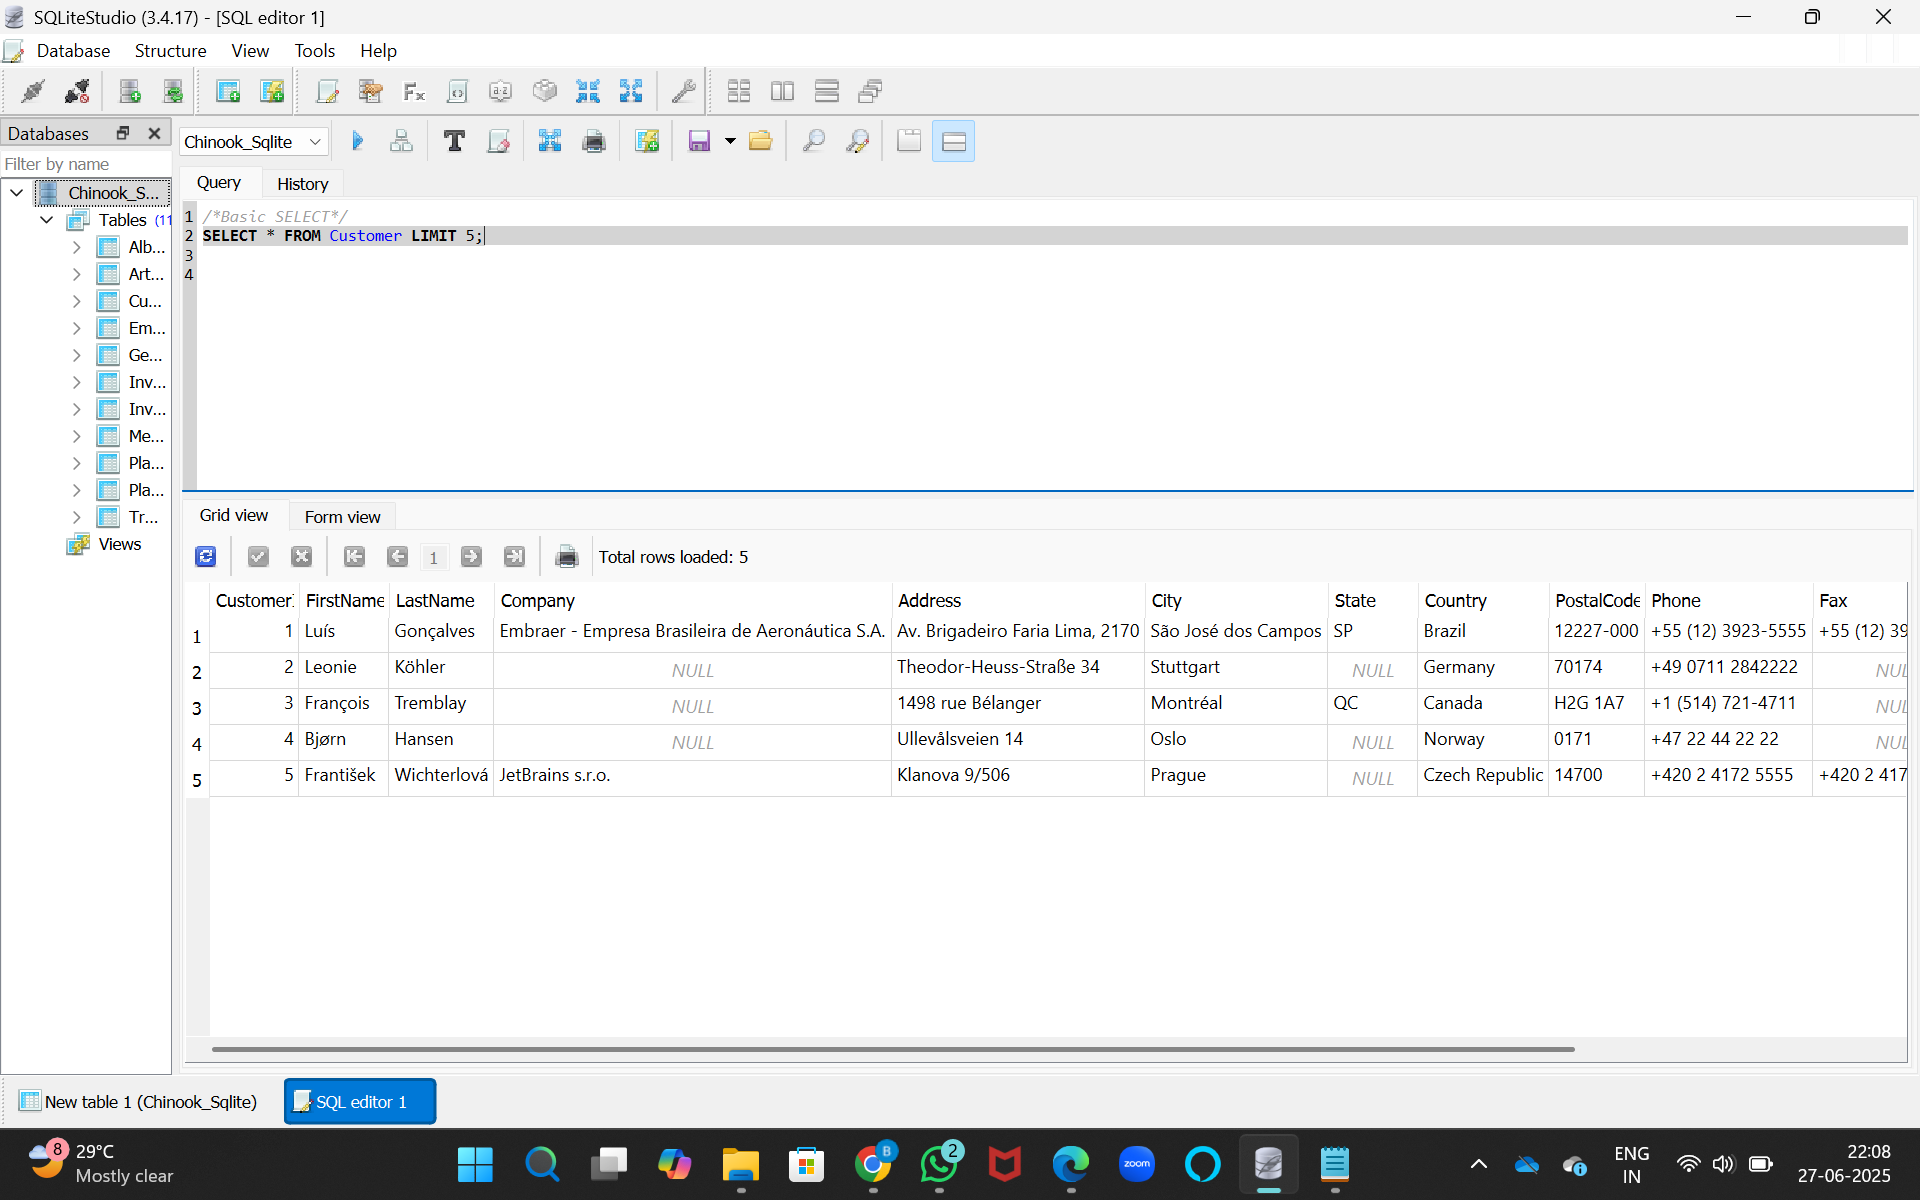 SQLiteStudio (3.4.17) - [SQL editor 1]
Database Structure View Tools Help
Databases
Filter by name
Chinook_S...
Tables (11
Alb...
Art...
Cu...
Em...
Ge...
Inv...
Inv...
Me...
Pla...
Pla...
Tr...
Views
Chinook_Sqlite
Query History
1 /*Basic SELECT*/
2 SELECT * FROM Customer LIMIT 5;
3
4
Grid view Form view
1 Total rows loaded: 5
Customer FirstName LastName Company Address City State Country PostalCode Phone Fax
1 1 Luís Gonçalves Embraer - Empresa Brasileira de Aeronáutica S.A. Av. Brigadeiro Faria Lima, 2170 São José dos Campos SP Brazil 12227-000 +55 (12) 3923-5555 +55 (12) 39
2 2 Leonie Köhler NULL Theodor-Heuss-Straße 34 Stuttgart NULL Germany 70174 +49 0711 2842222 NUL
3 3 François Tremblay NULL 1498 rue Bélanger Montréal QC Canada H2G 1A7 +1 (514) 721-4711 NUL
4 4 Bjørn Hansen NULL Ullevålsveien 14 Oslo NULL Norway 0171 +47 22 44 22 22 NUL
5 5 František Wichterlová JetBrains s.r.o. Klanova 9/506 Prague NULL Czech Republic 14700 +420 2 4172 5555 +420 2 417
New table 1 (Chinook_Sqlite) SQL editor 1
8
29°C
Mostly clear
B
2
zoom
ENG
IN
22:08
27-06-2025